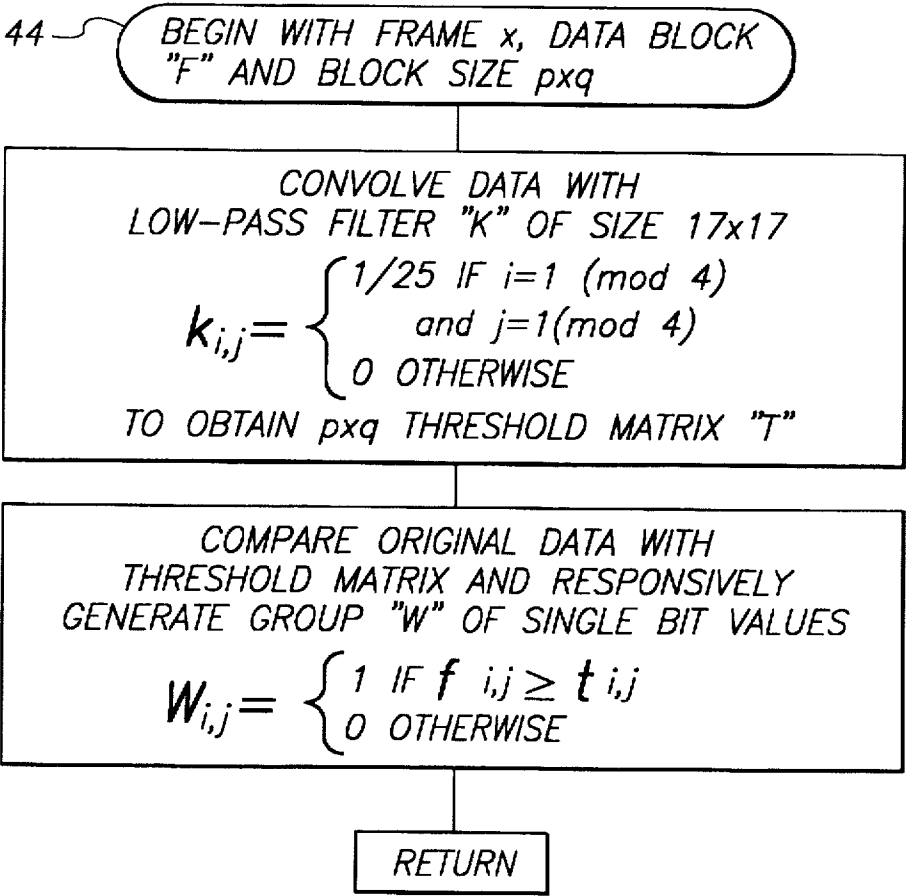 44
BEGIN WITH FRAME x, DATA BLOCK
"F" AND BLOCK SIZE pxq
CONVOLVE DATA WITH
LOW-PASS FILTER "K" OF SIZE 17x17
1/25 IF i=1 (mod 4)
k i,j =
and j=1(mod 4)
0 OTHERWISE
TO OBTAIN pxq THRESHOLD MATRIX "T"
COMPARE ORIGINAL DATA WITH
THRESHOLD MATRIX AND RESPONSIVELY
GENERATE GROUP "W" OF SINGLE BIT VALUES
1 IF f i,j ≥ t i,j
W i,j =
0 OTHERWISE
RETURN